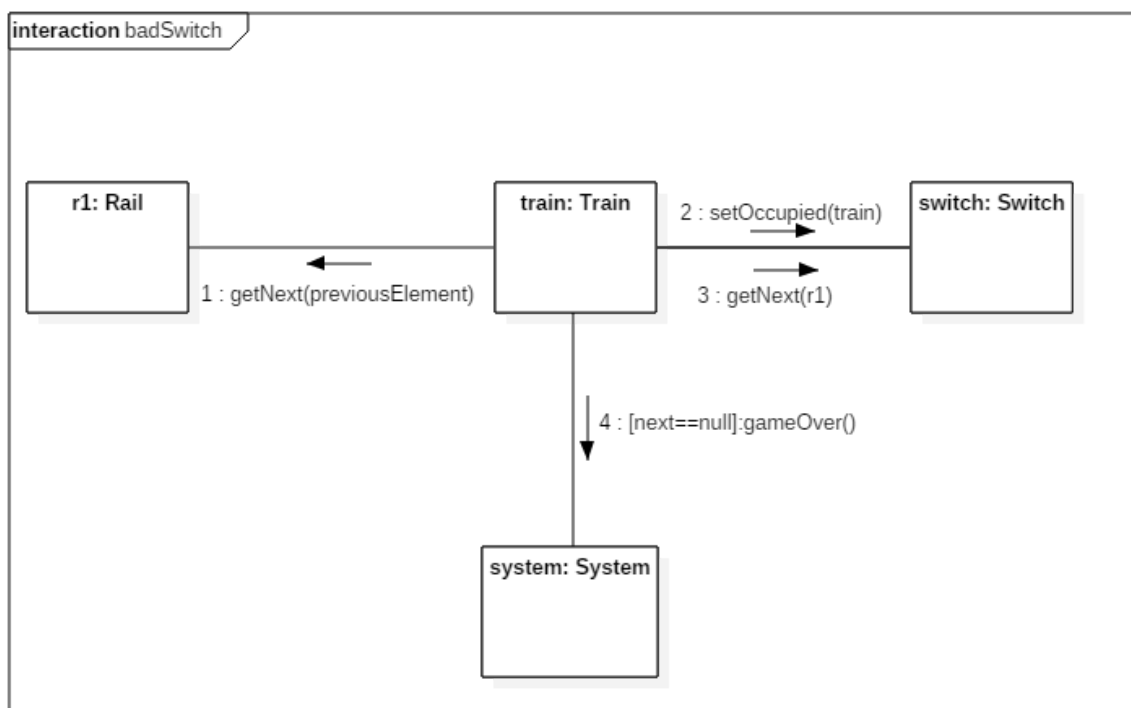 interaction badSwitch
r1: Rail
train: Train
2 : setOccupied(train)
switch: Switch
1 : getNext(previousElement)
3 : getNext(r1)
4 : [next==null]:gameOver()
system: System